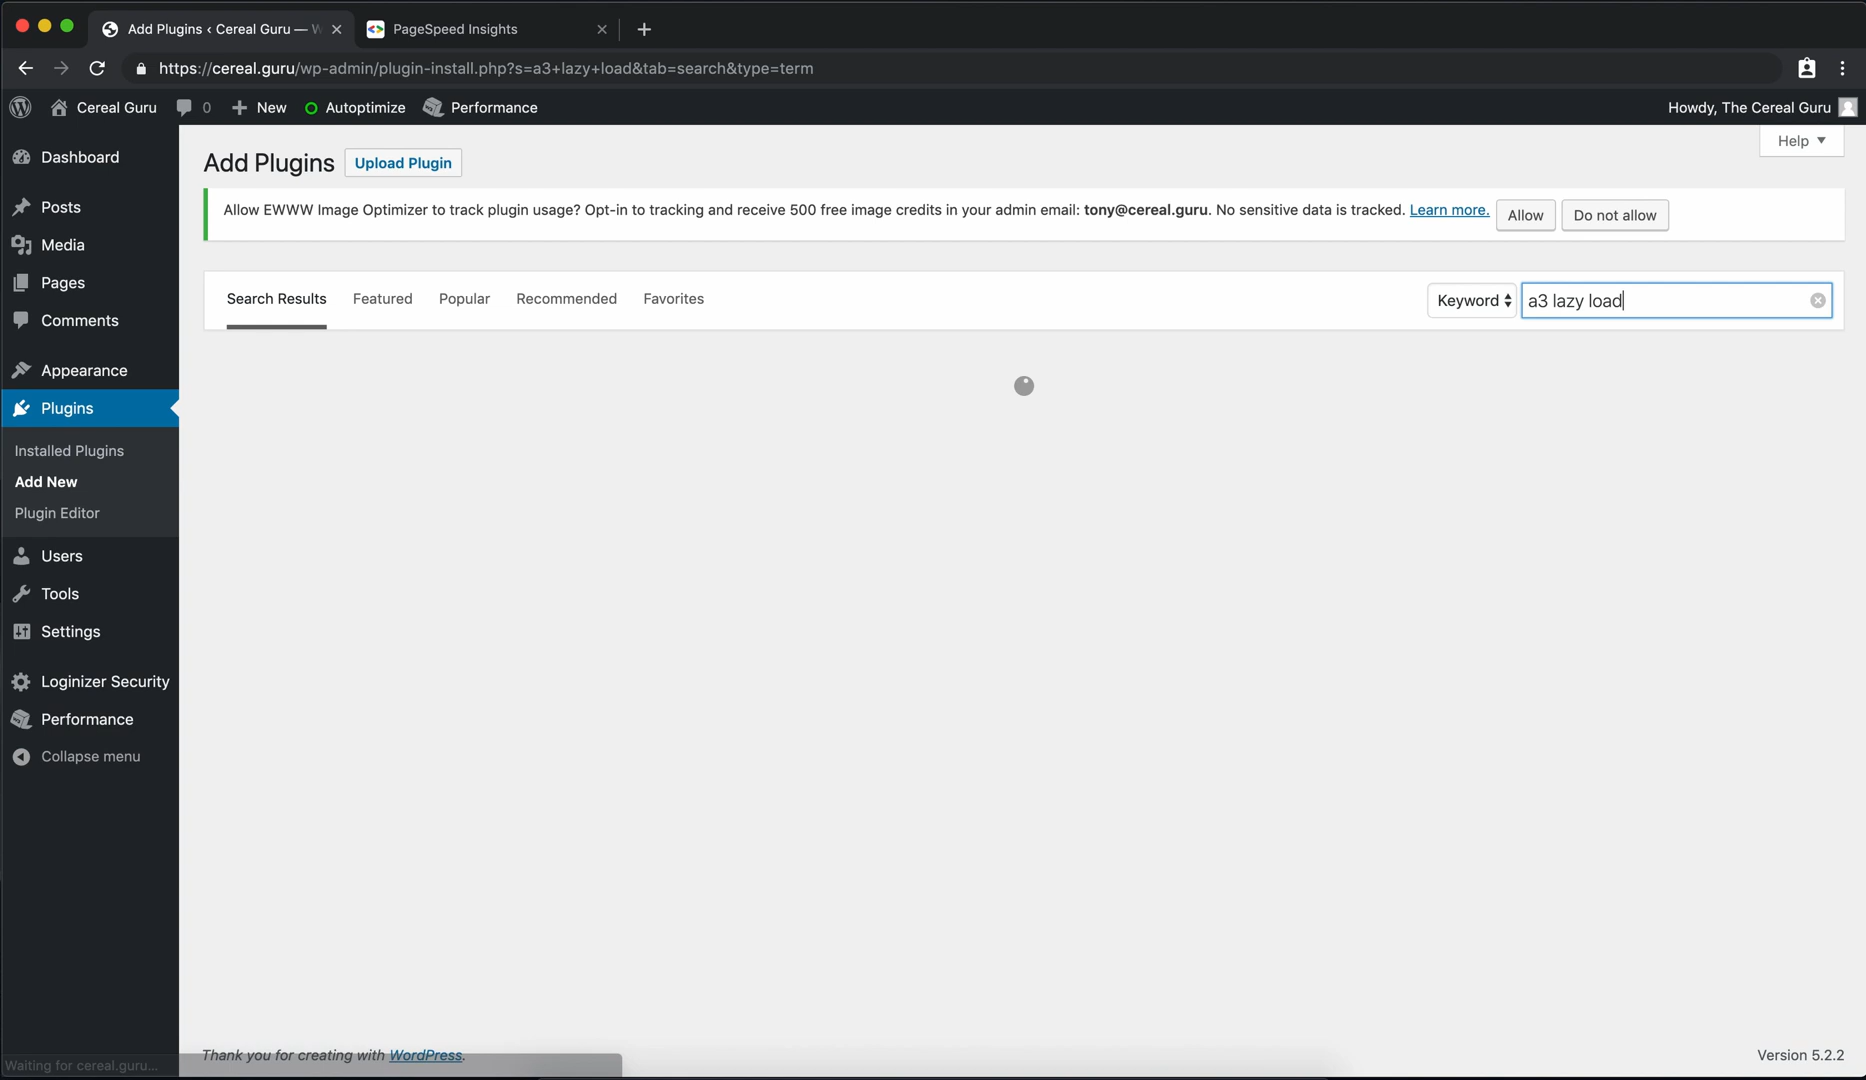 Add Plugins ‹ Cereal Guru — W
PageSpeed Insights
https://cereal.guru/wp-admin/plugin-install.php?s=a3+lazy+load&tab=search&type=term
Cereal Guru
0
New
Autoptimize
Performance
Howdy, The Cereal Guru
Help
Dashboard
Posts
Media
Pages
Comments
Appearance
Plugins
Installed Plugins
Add New
Plugin Editor
Users
Tools
Settings
Loginizer Security
Performance
Collapse menu
Add Plugins
Upload Plugin
Allow EWWW Image Optimizer to track plugin usage? Opt-in to tracking and receive 500 free image credits in your admin email: tony@cereal.guru. No sensitive data is tracked. Learn more. Allow Do not allow
Search Results Featured Popular Recommended Favorites
Keyword
a3 lazy load
Thank you for creating with WordPress.
Version 5.2.2
Waiting for cereal.guru...